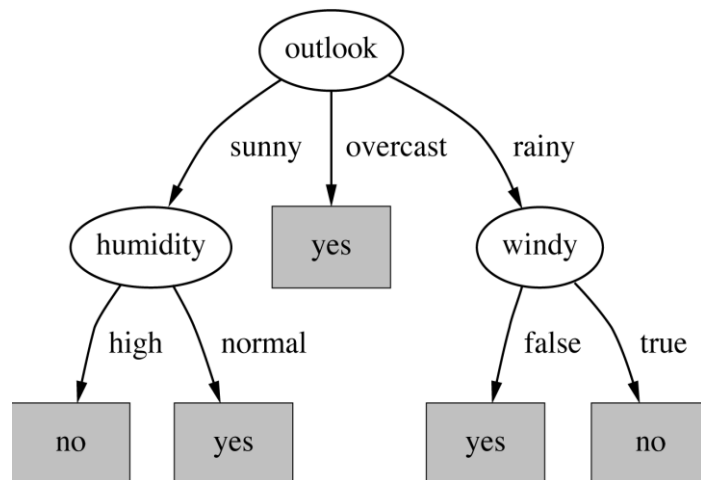 outlook
sunny overcast rainy
humidity yes windy
high normal false true
no yes yes no